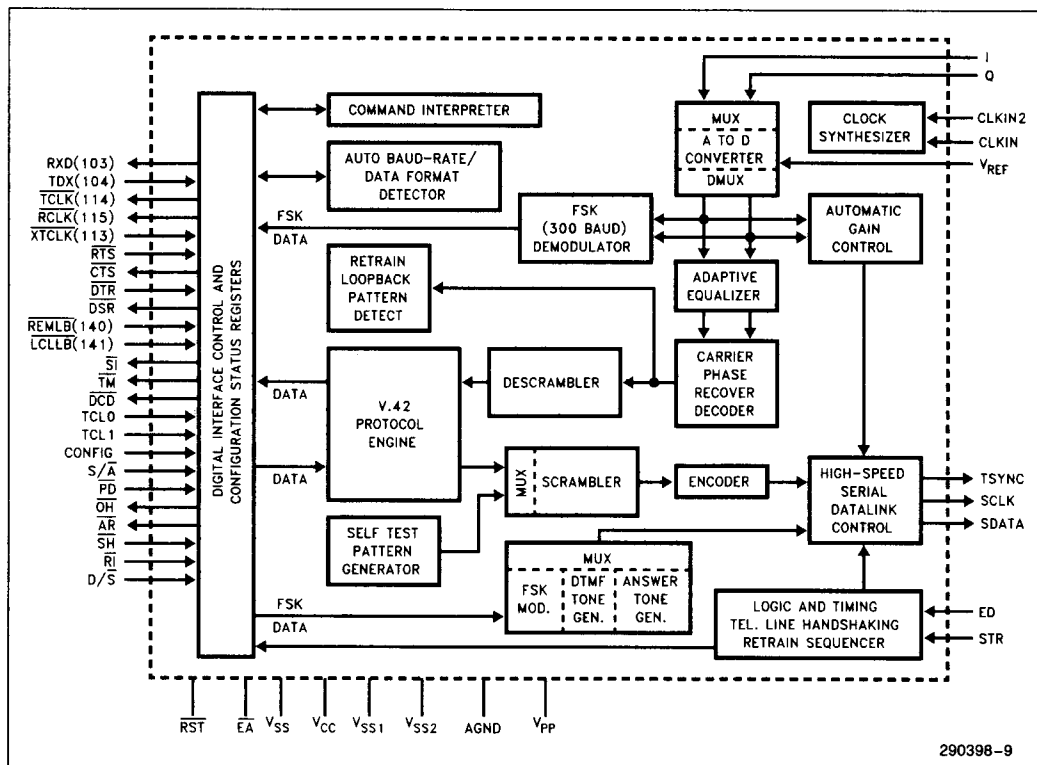 I
Q
CLKIN2
CLKIN
VREF
RXD(103)
TDX(104)
TCLK(114)
RCLK(115)
XTCLK(113)
RTS
CTS
DTR
DSR
REMLB(140)
LCLLB(141)
SI
TM
DCD
TCL0
TCL1
CONFIG
S/A
PD
OH
AR
SH
RI
D/S
DIGITAL INTERFACE CONTROL AND
CONFIGURATION STATUS REGISTERS
COMMAND INTERPRETER
AUTO BAUD-RATE/
DATA FORMAT
DETECTOR
FSK
DATA
RETRAIN
LOOPBACK
PATTERN
DETECT
DATA
V.42
PROTOCOL
ENGINE
DATA
SELF TEST
PATTERN
GENERATOR
FSK
DATA
MUX
A TO D
CONVERTER
DMUX
CLOCK
SYNTHESIZER
FSK
(300 BAUD)
DEMODULATOR
AUTOMATIC
GAIN
CONTROL
ADAPTIVE
EQUALIZER
DESCRAMBLER
CARRIER
PHASE
RECOVER
DECODER
MUX
SCRAMBLER
ENCODER
HIGH-SPEED
SERIAL
DATALINK
CONTROL
TSYNC
SCLK
SDATA
MUX
FSK
MOD.
DTMF
TONE
GEN.
ANSWER
TONE
GEN.
LOGIC AND TIMING
TEL. LINE HANDSHAKING
RETRAIN SEQUENCER
ED
STR
RST
EA
VSS
VCC
VSS1
VSS2
AGND
VPP
290398-9